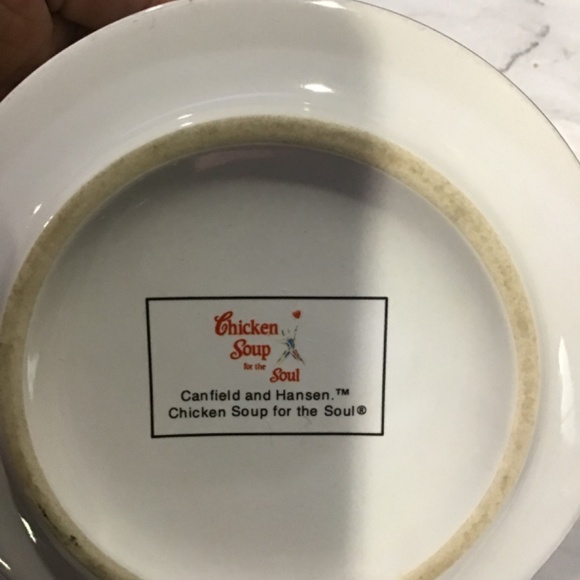 Chicken
Soup
for the
Soul
Canfield and Hansen.™
Chicken Soup for the Soul®